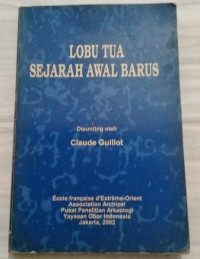 LOBU TUA
SEJARAH AWAL BARUS
Disunting oleh
Claude Guillot
École française d'Extrême-Orient
Association Archipel
Pusat Penelitian Arkeologi
Yayasan Obor Indonesia
Jakarta, 2002